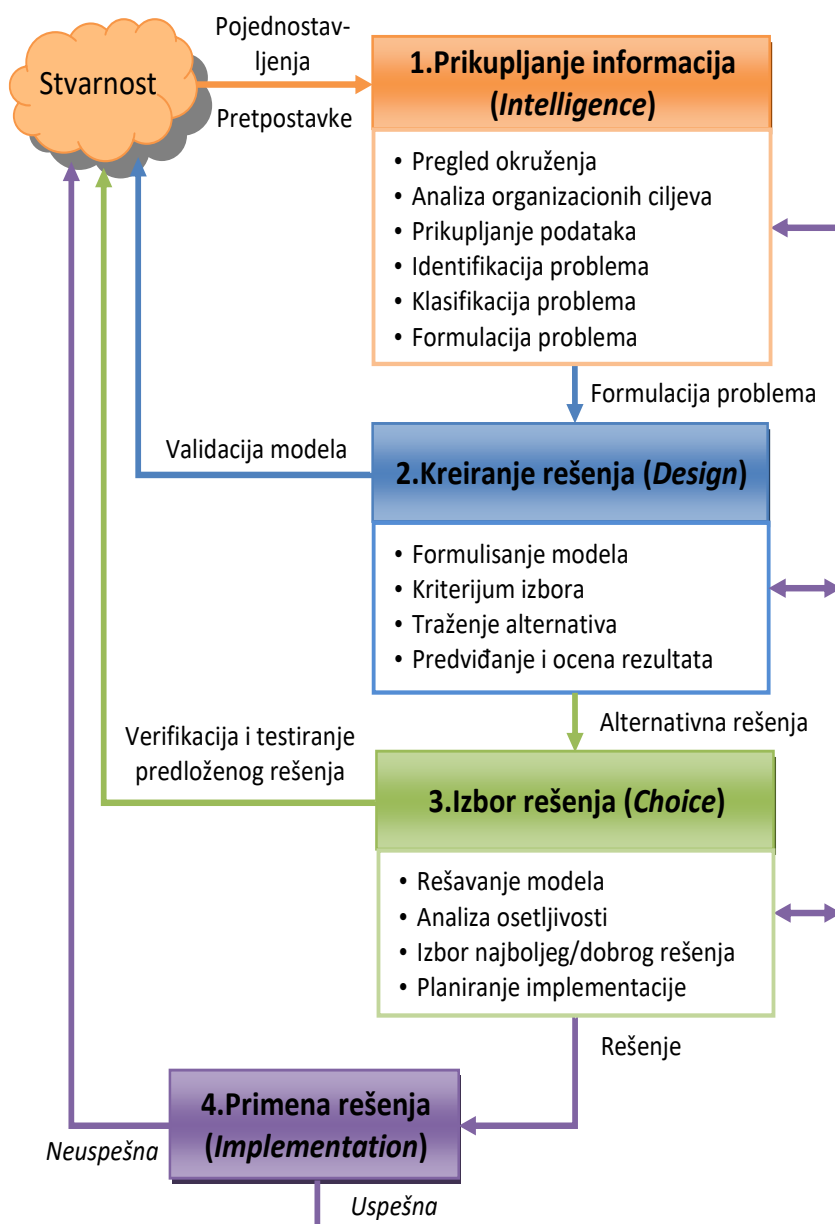 Pojednostav-
ljenja
Stvarnost
Pretpostavke
1.Prikupljanje informacija
(Intelligence)
• Pregled okruženja
• Analiza organizacionih ciljeva
• Prikupljanje podataka
• Identifikacija problema
• Klasifikacija problema
• Formulacija problema
Formulacija problema
Validacija modela
2.Kreiranje rešenja (Design)
• Formulisanje modela
• Kriterijum izbora
• Traženje alternativa
• Predviđanje i ocena rezultata
Alternativna rešenja
Verifikacija i testiranje
predloženog rešenja
3.Izbor rešenja (Choice)
• Rešavanje modela
• Analiza osetljivosti
• Izbor najboljeg/dobrog rešenja
• Planiranje implementacije
Rešenje
4.Primena rešenja
(Implementation)
Neuspešna
Uspešna